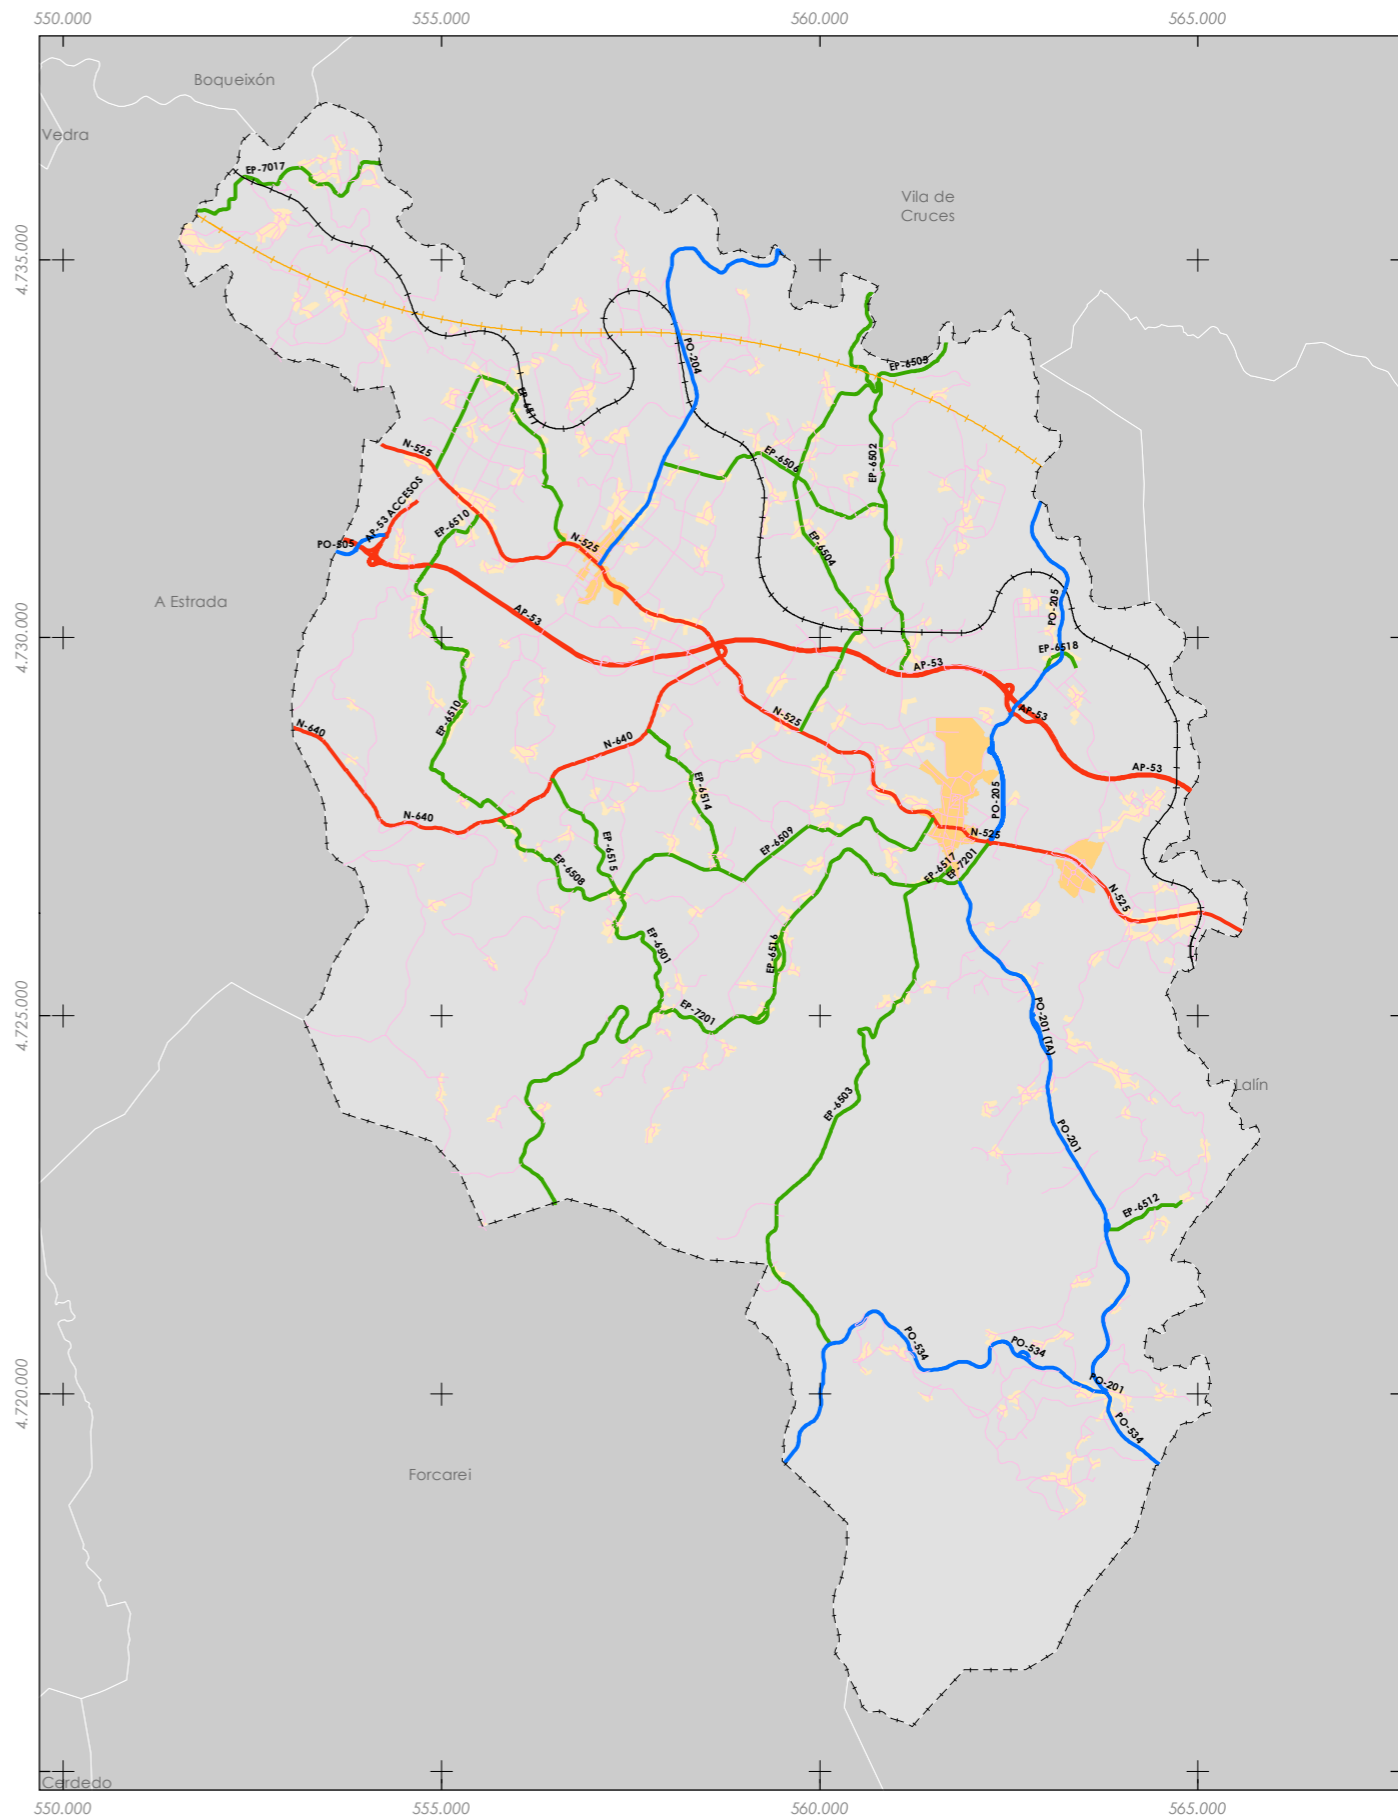 550.000
555.000
560.000
565.000
Boqueixón
Vedra
EP-7017
Vila de
Cruces
4.735.000
PO-204
EP-6505
EP-651
N-525
EP-6506
EP-6502
AP-53 ACCESOS
EP-6510
PO-505
N-525
EP-6504
A Estrada
AP-53
PO-205
4.730.000
EP-6518
AP-53
EP-6510
N-640
N-525
AP-53
N-640
AP-53
EP-6514
PO-205
N-640
EP-6509
N-525
EP-6515
EP-6508
EP-6517
EP-7201
N-525
EP-6501
EP-6516
4.725.000
EP-7201
PO-201 (TA)
Lalín
EP-6503
PO-201
EP-6512
PO-534
PO-534
4.720.000
PO-201
PO-534
Forcarei
Cerdedo
550.000
555.000
560.000
565.000